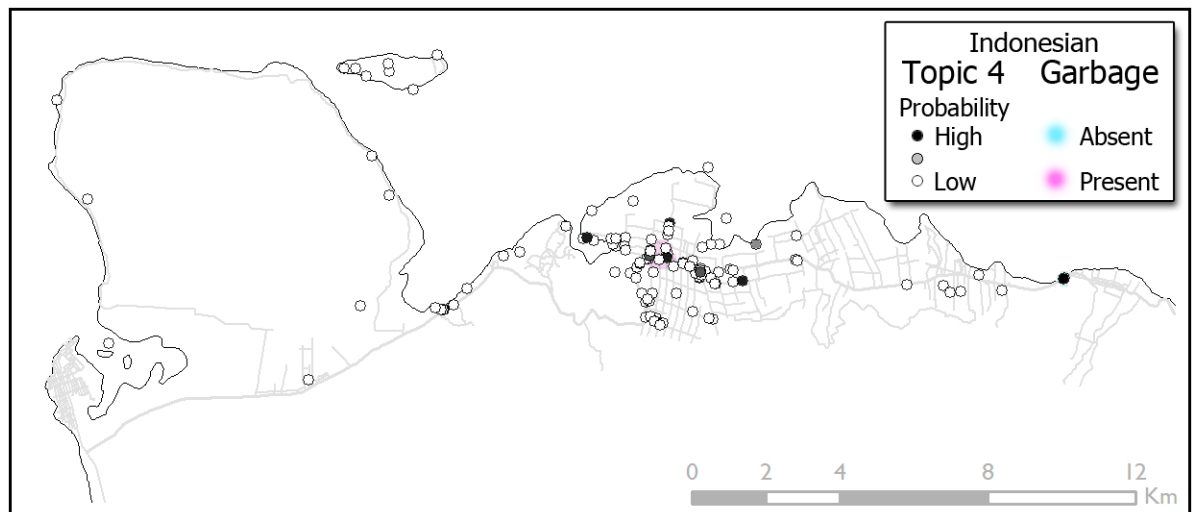 Indonesian
Topic 4 Garbage
Probability
High Absent
Low Present
0 2 4 8 12
Km